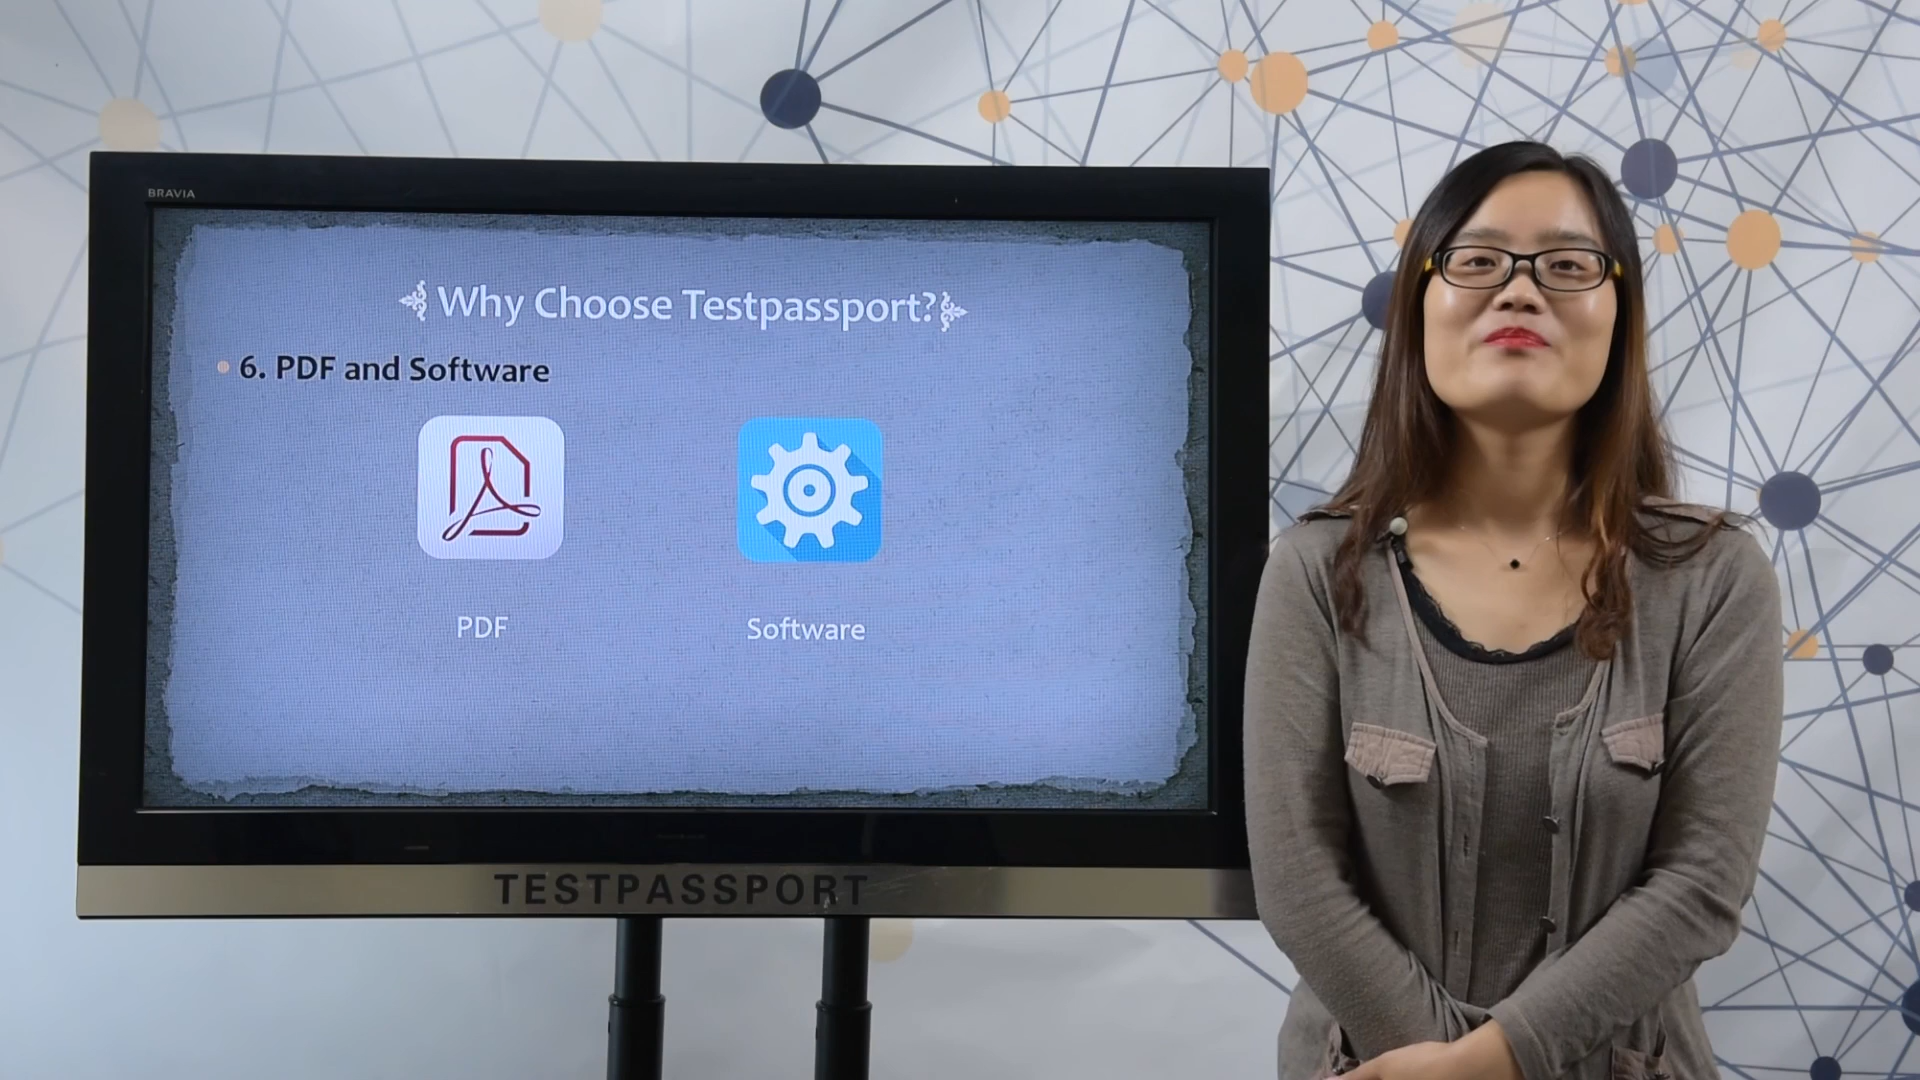 BRAVIA
Why Choose Testpassport?
6. PDF and Software
PDF
Software
TESTPASSPORT